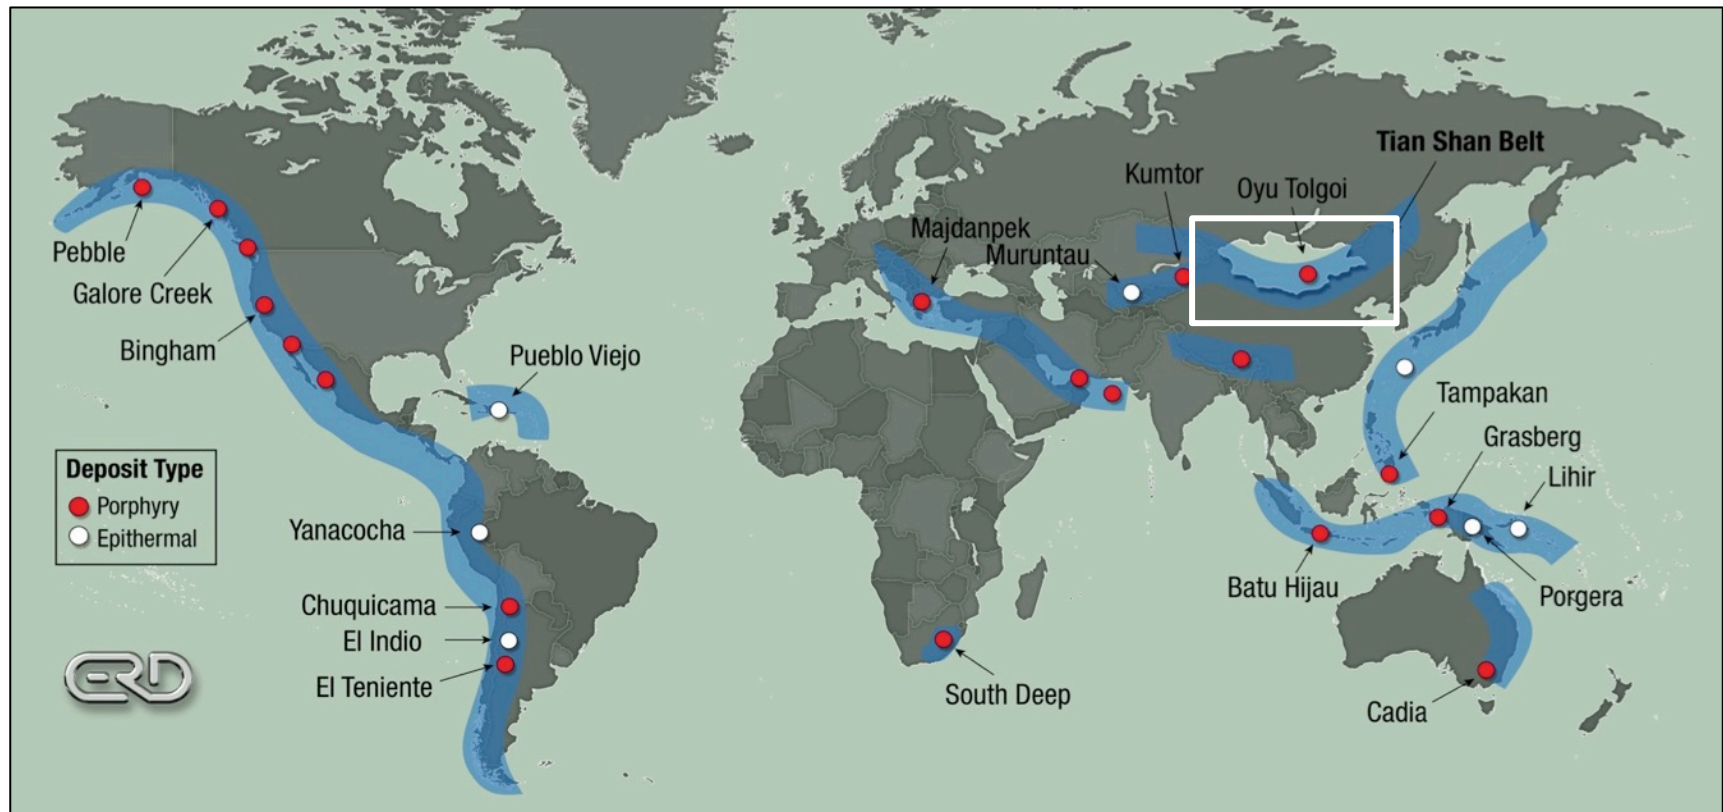 Tian Shan Belt
Kumtor
Oyu Tolgoi
Majdanpek
Muruntau
Pebble
Galore Creek
Bingham
Pueblo Viejo
Tampakan
Grasberg
Lihir
Deposit Type
Porphyry
Epithermal
Yanacocha
Batu Hijau
Porgera
Chuquicama
El Indio
El Teniente
South Deep
Cadia
ERD